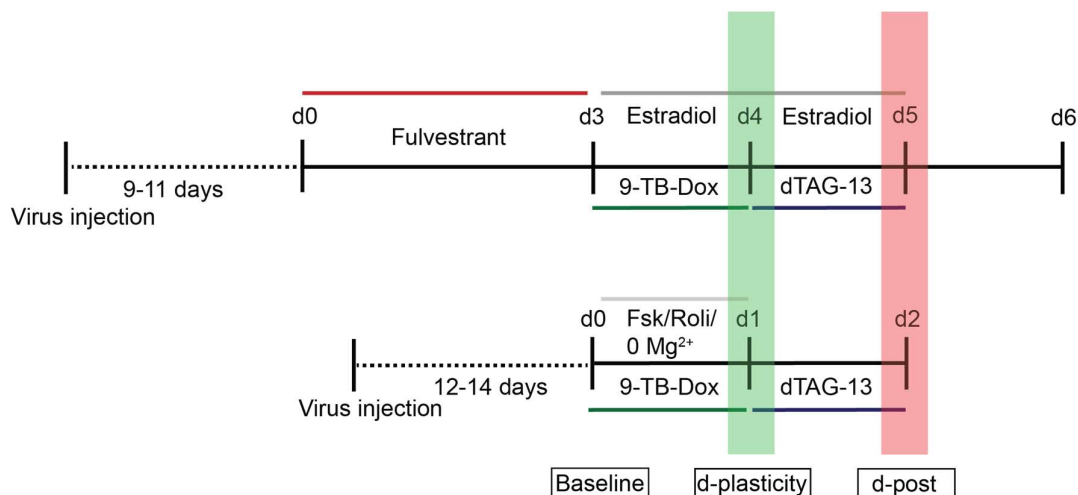 d0 d3 Estradiol d4 Estradiol d5 d6
Fulvestrant
9-11 days 9-TB-Dox dTAG-13
Virus injection
d0 Fsk/Roli/ d1 d2
0 Mg²⁺
12-14 days 9-TB-Dox dTAG-13
Virus injection
Baseline d-plasticity d-post